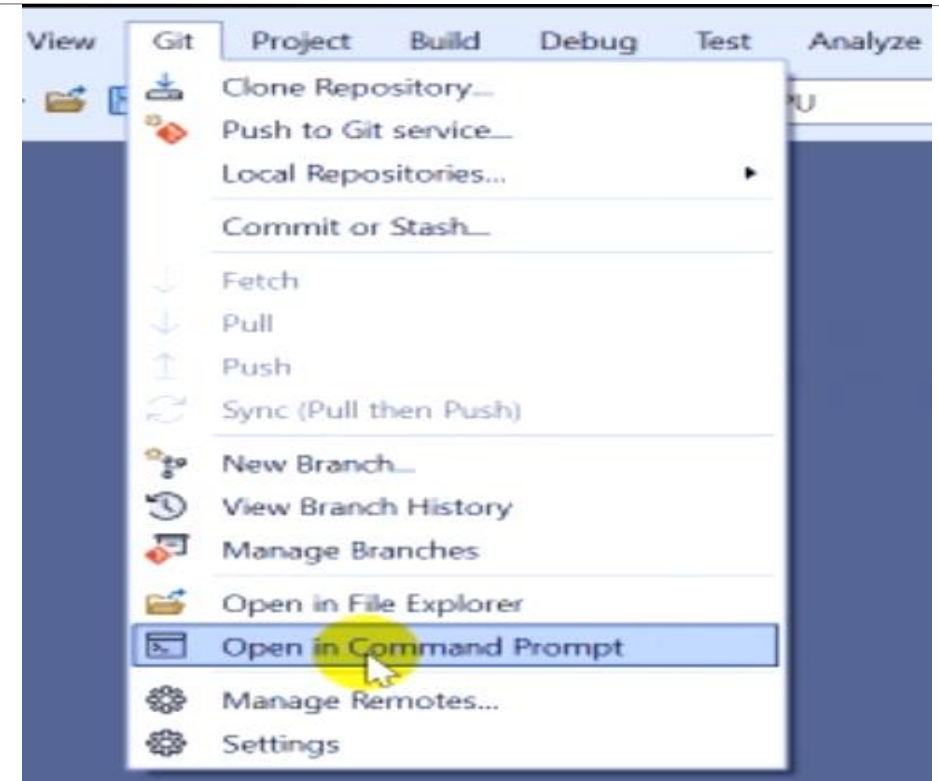 View Git Project Build Debug Test Analyze
Clone Repository...
PU
Push to Git service...
Local Repositories...
Commit or Stash...
Fetch
Pull
Push
Sync (Pull then Push)
New Branch...
View Branch History
Manage Branches
Open in File Explorer
Open in Command Prompt
Manage Remotes...
Settings